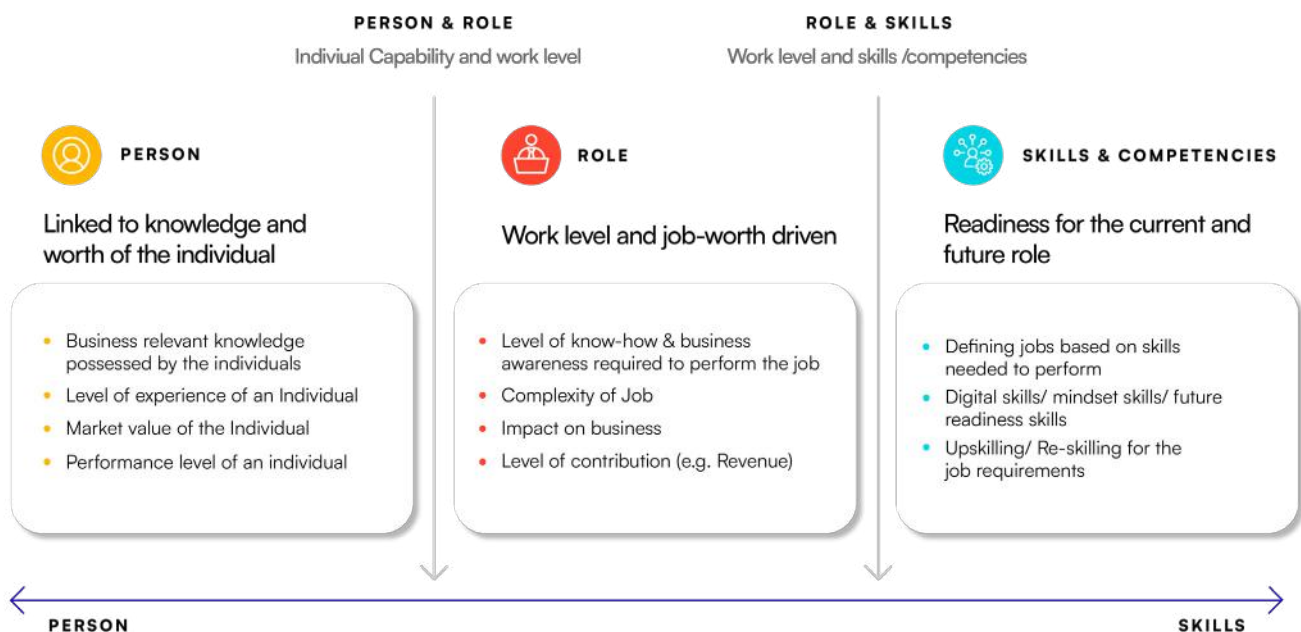 PERSON & ROLE
Indiviual Capability and work level
ROLE & SKILLS
Work level and skills /competencies
PERSON
Linked to knowledge and
worth of the individual
Business relevant knowledge
possessed by the individuals
Level of experience of an Individual
Market value of the Individual
Performance level of an individual
ROLE
Work level and job-worth driven
Level of know-how & business
awareness required to perform the job
Complexity of Job
Impact on business
Level of contribution (e.g. Revenue)
SKILLS & COMPETENCIES
Readiness for the current and
future role
Defining jobs based on skills
needed to perform
Digital skills/ mindset skills/ future
readiness skills
Upskilling/ Re-skilling for the
job requirements
PERSON
SKILLS